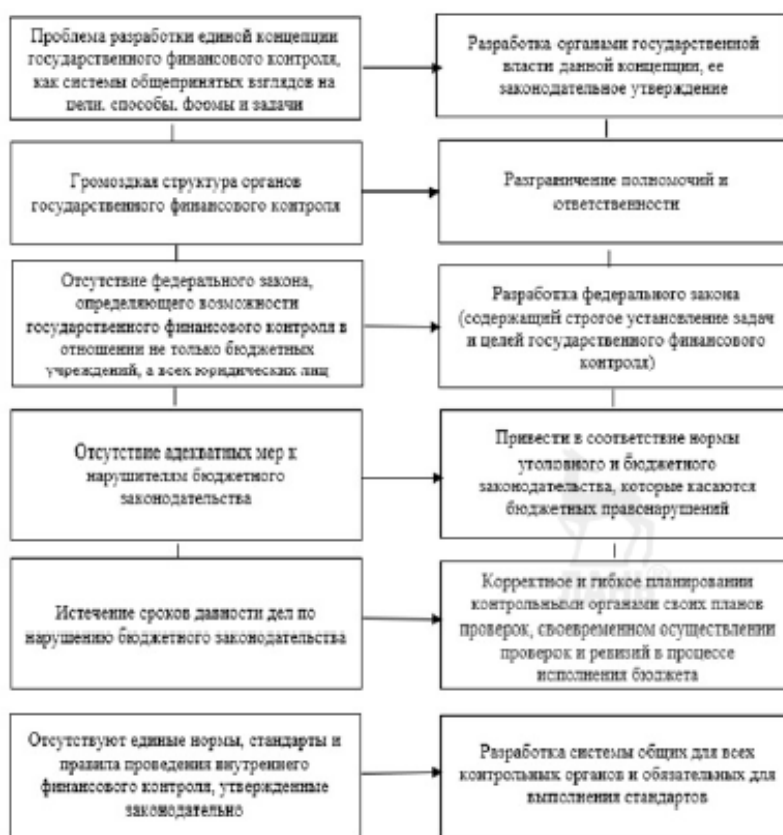 Проблема разработки единой концепции
государственного финансового контроля,
как системы общепринятых взглядов на
цели, способы, формы и задачи
Разработка органами государственной
власти данной концепции, ее
законодательное утверждение
Громоздкая структура органов
государственного финансового контроля
Разграничение полномочий и
ответственности
Отсутствие федерального закона,
определяющего возможности
государственного финансового контроля в
отношении не только бюджетных
учреждений, а всех юридических лиц
Разработка федерального закона
(содержащий строгое установление задач
и целей государственного финансового
контроля)
Отсутствие адекватных мер к
нарушителям бюджетного
законодательства
Привести в соответствие нормы
уголовного и бюджетного
законодательства, которые касаются
бюджетных правонарушений
Истечение сроков давности дел по
нарушению бюджетного законодательства
Корректное и гибкое планировании
контрольными органами своих планов
проверок, своевременном осуществлении
проверок и ревизий в процессе
исполнения бюджета
Отсутствуют единые нормы, стандарты и
правила проведения внутреннего
финансового контроля, утвержденные
законодательно
Разработка системы общих для всех
контрольных органов и обязательных для
выполнения стандартов